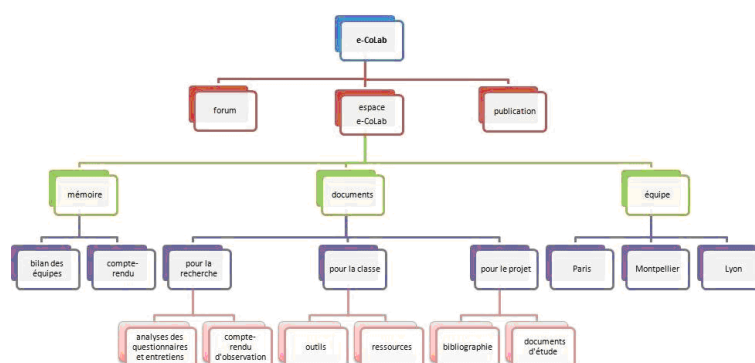 e-CoLab
forum
espace
e-CoLab
publication
mémoire
documents
équipe
bilan des
équipes
compte-
rendu
pour la
recherche
pour la classe
pour le projet
Paris
Montpellier
Lyon
analyses des
questionnaires
et entretiens
compte-
rendu
d'observation
outils
ressources
bibliographie
documents
d'étude